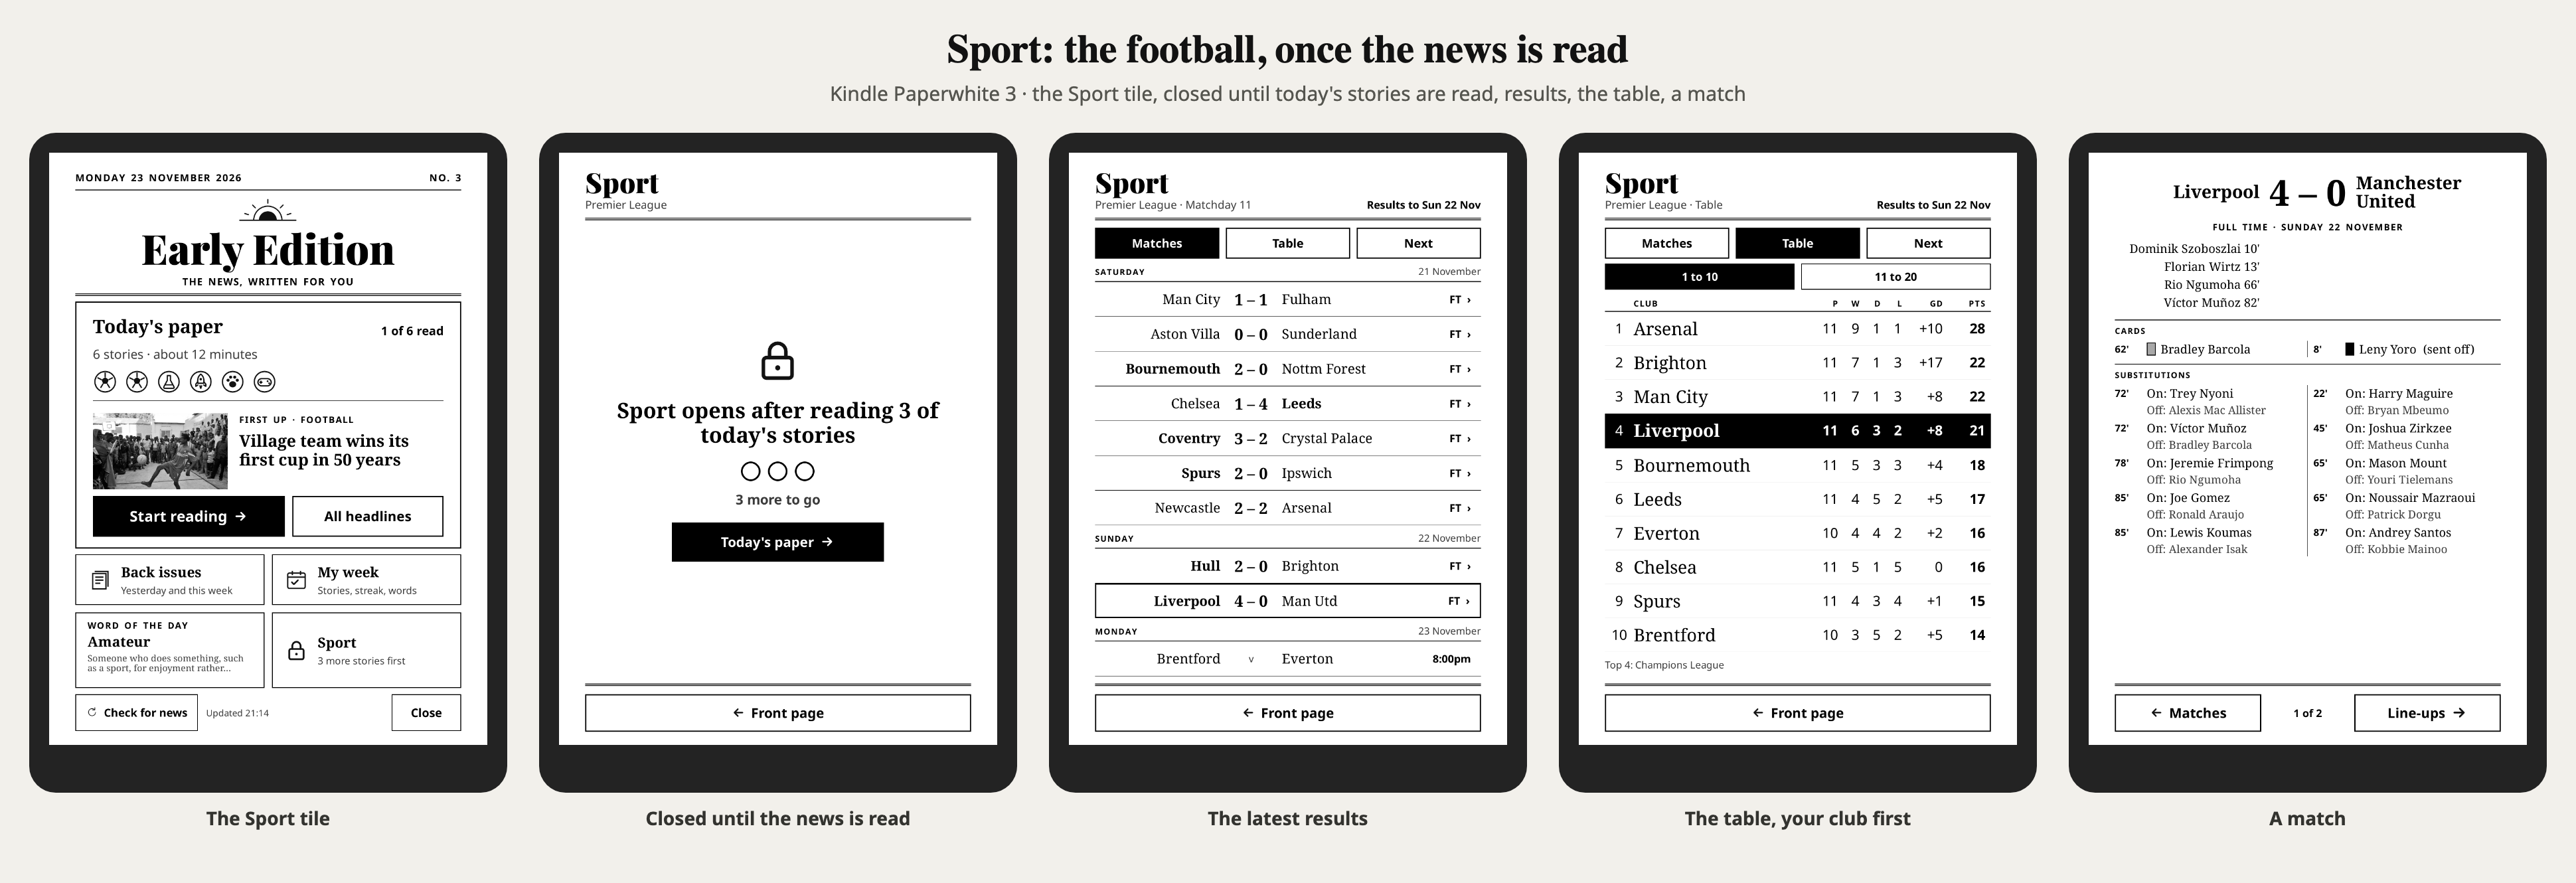 Sport: the football, once the news is read
Kindle Paperwhite 3 · the Sport tile, closed until today's stories are read, results, the table, a match
MONDAY 23 NOVEMBER 2026 NO. 3
Early Edition
THE NEWS, WRITTEN FOR YOU
Today's paper 1 of 6 read
6 stories · about 12 minutes
FIRST UP · FOOTBALL
Village team wins its
first cup in 50 years
Start reading → All headlines
Back issues
Yesterday and this week
My week
Stories, streak, words
WORD OF THE DAY
Amateur
Someone who does something, such
as a sport, for enjoyment rather...
Sport
3 more stories first
Check for news Updated 21:14 Close
The Sport tile
Sport
Premier League
Sport opens after reading 3 of
today's stories
3 more to go
Today's paper →
← Front page
Closed until the news is read
Sport
Premier League · Matchday 11 Results to Sun 22 Nov
Matches Table Next
SATURDAY 21 November
Man City 1 – 1 Fulham FT ›
Aston Villa 0 – 0 Sunderland FT ›
Bournemouth 2 – 0 Nottm Forest FT ›
Chelsea 1 – 4 Leeds FT ›
Coventry 3 – 2 Crystal Palace FT ›
Spurs 2 – 0 Ipswich FT ›
Newcastle 2 – 2 Arsenal FT ›
SUNDAY 22 November
Hull 2 – 0 Brighton FT ›
Liverpool 4 – 0 Man Utd FT ›
MONDAY 23 November
Brentford v Everton 8:00pm
← Front page
The latest results
Sport
Premier League · Table Results to Sun 22 Nov
Matches Table Next
1 to 10 11 to 20
CLUB P W D L GD PTS
1 Arsenal 11 9 1 1 +10 28
2 Brighton 11 7 1 3 +17 22
3 Man City 11 7 1 3 +8 22
4 Liverpool 11 6 3 2 +8 21
5 Bournemouth 11 5 3 3 +4 18
6 Leeds 11 4 5 2 +5 17
7 Everton 10 4 4 2 +2 16
8 Chelsea 11 5 1 5 0 16
9 Spurs 11 4 3 4 +1 15
10 Brentford 10 3 5 2 +5 14
Top 4: Champions League
← Front page
The table, your club first
Liverpool 4 – 0 Manchester
United
FULL TIME · SUNDAY 22 NOVEMBER
Dominik Szoboszlai 10'
Florian Wirtz 13'
Rio Ngumoha 66'
Víctor Muñoz 82'
CARDS
62' Bradley Barcola 8' Leny Yoro (sent off)
SUBSTITUTIONS
72' On: Trey Nyoni 22' On: Harry Maguire
Off: Alexis Mac Allister Off: Bryan Mbeumo
72' On: Víctor Muñoz 45' On: Joshua Zirkzee
Off: Bradley Barcola Off: Matheus Cunha
78' On: Jeremie Frimpong 65' On: Mason Mount
Off: Rio Ngumoha Off: Youri Tielemans
85' On: Joe Gomez 65' On: Noussair Mazraoui
Off: Ronald Araujo Off: Patrick Dorgu
85' On: Lewis Koumas 87' On: Andrey Santos
Off: Alexander Isak Off: Kobbie Mainoo
← Matches 1 of 2 Line-ups →
A match